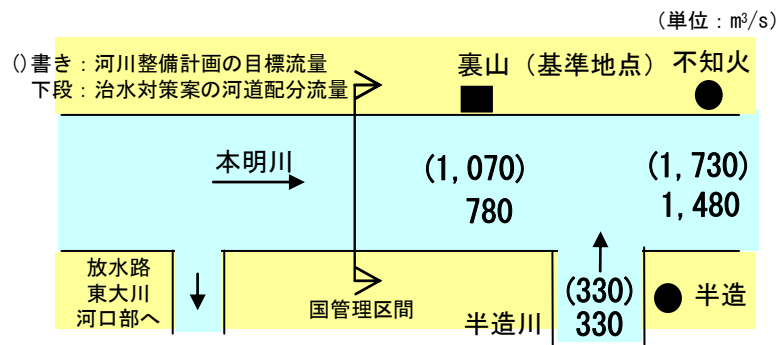 （単位：m³/s）
()書き：河川整備計画の目標流量
下段：治水対策案の河道配分流量
裏山（基準地点）
不知火
本明川
(1,070)
780
(1,730)
1,480
放水路
東大川
河口部へ
国管理区間
半造川
(330)
330
半造